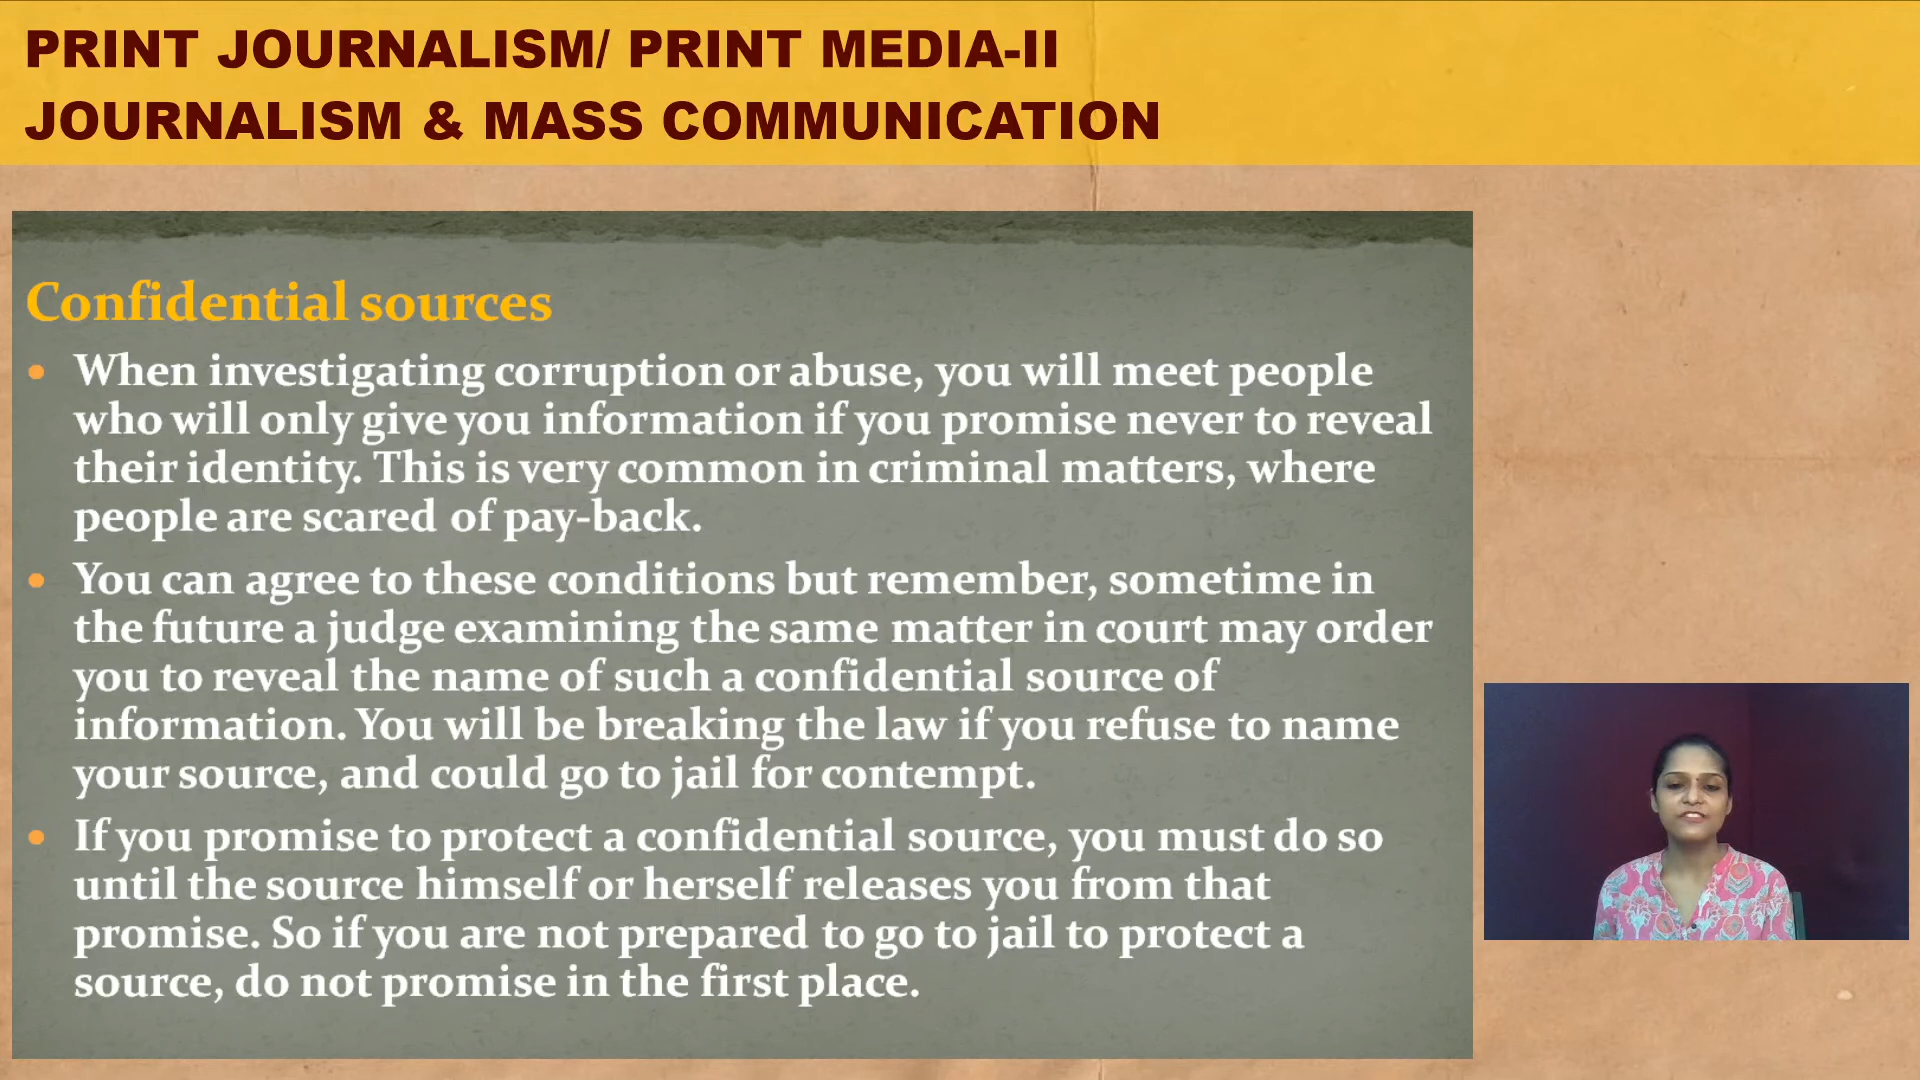 PRINT JOURNALISM/ PRINT MEDIA-II
JOURNALISM & MASS COMMUNICATION
Confidential sources
• When investigating corruption or abuse, you will meet people
who will only give you information if you promise never to reveal
their identity. This is very common in criminal matters, where
people are scared of pay-back.
• You can agree to these conditions but remember, sometime in
the future a judge examining the same matter in court may order
you to reveal the name of such a confidential source of
information. You will be breaking the law if you refuse to name
your source, and could go to jail for contempt.
• If you promise to protect a confidential source, you must do so
until the source himself or herself releases you from that
promise. So if you are not prepared to go to jail to protect a
source, do not promise in the first place.